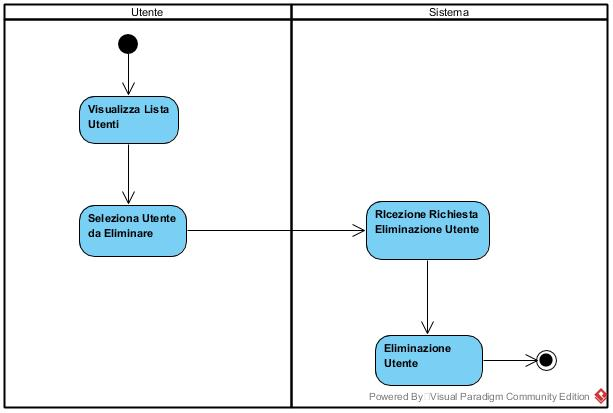 Utente
Sistema
Visualizza Lista
Utenti
Seleziona Utente
da Eliminare
RIcezione Richiesta
Eliminazione Utente
Eliminazione
Utente
Powered By Visual Paradigm Community Edition